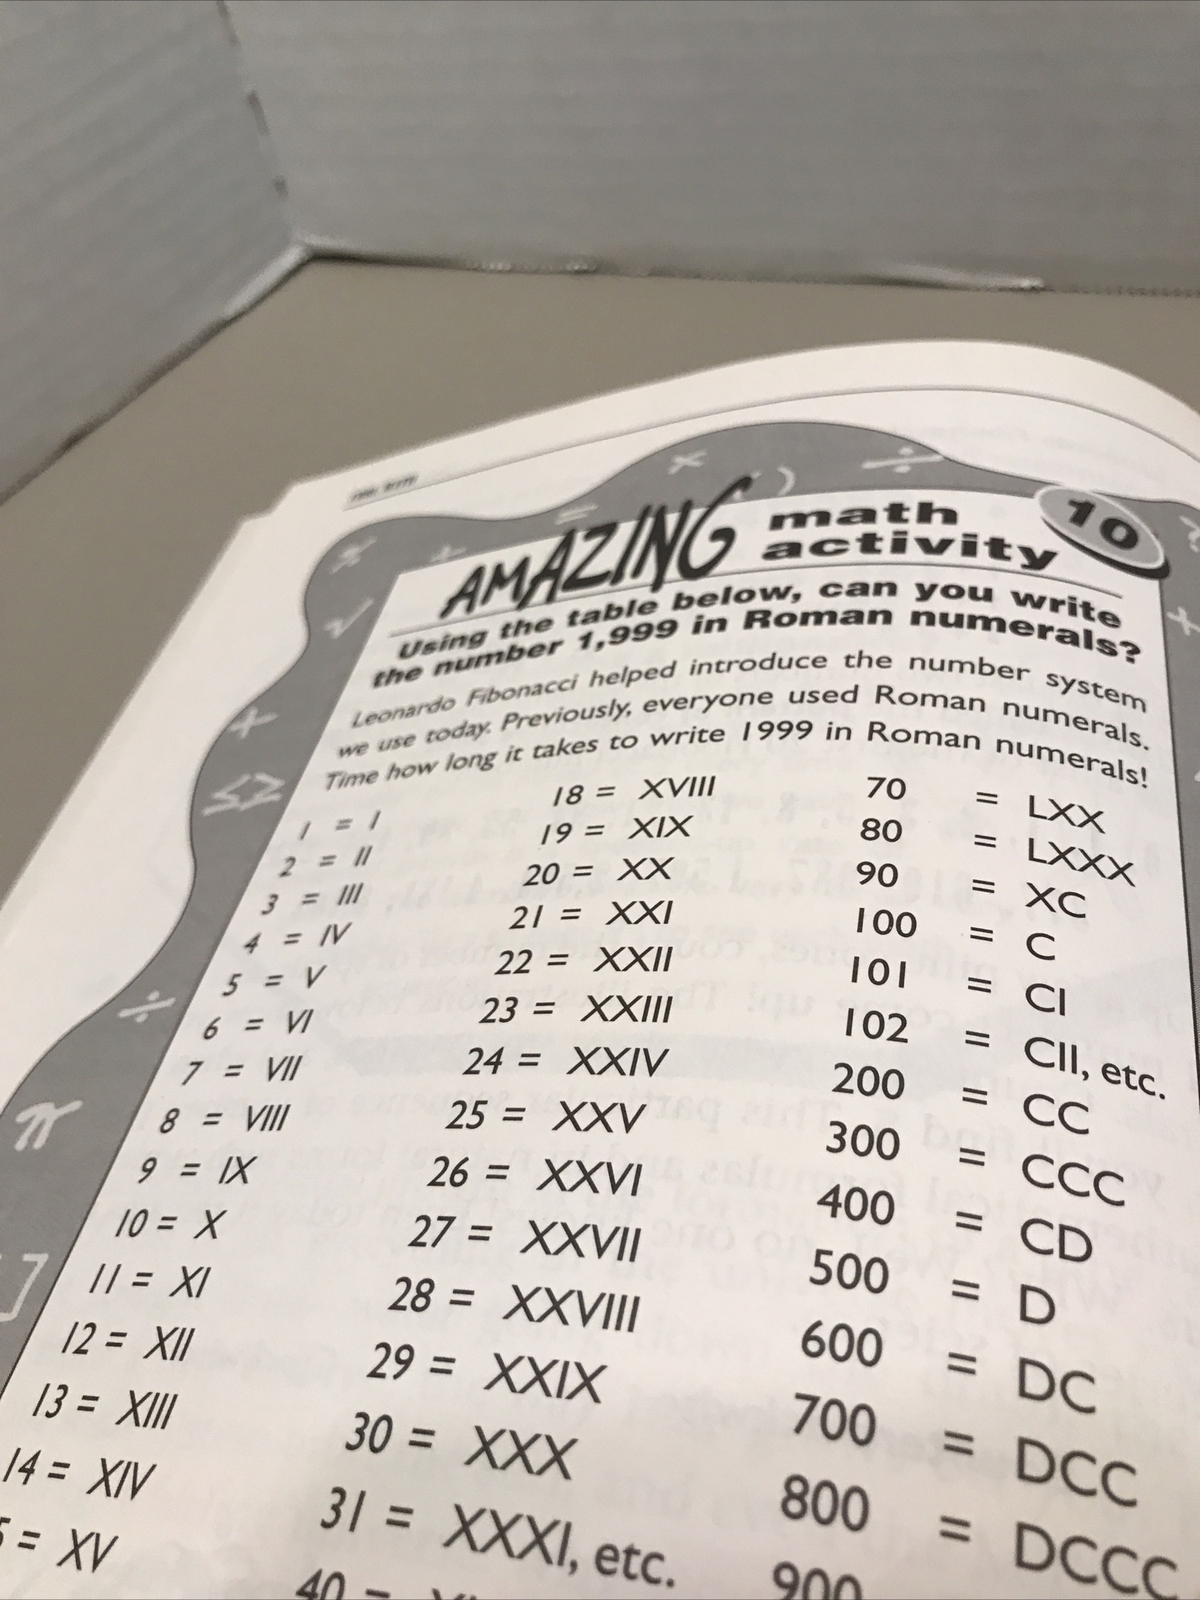 AMAZING math activity 10
Using the table below, can you write
the number 1,999 in Roman numerals?
Leonardo Fibonacci helped introduce the number system
we use today. Previously, everyone used Roman numerals.
Time how long it takes to write 1999 in Roman numerals!
1 = I
2 = II
3 = III
4 = IV
5 = V
6 = VI
7 = VII
8 = VIII
9 = IX
10 = X
11 = XI
12 = XII
13 = XIII
14 = XIV
5 = XV
18 = XVIII
19 = XIX
20 = XX
21 = XXI
22 = XXII
23 = XXIII
24 = XXIV
25 = XXV
26 = XXVI
27 = XXVII
28 = XXVIII
29 = XXIX
30 = XXX
31 = XXXI, etc.
40 =
70 = LXX
80 = LXXX
90 = XC
100 = C
101 = CI
102 = CII, etc.
200 = CC
300 = CCC
400 = CD
500 = D
600 = DC
700 = DCC
800 = DCCC
900